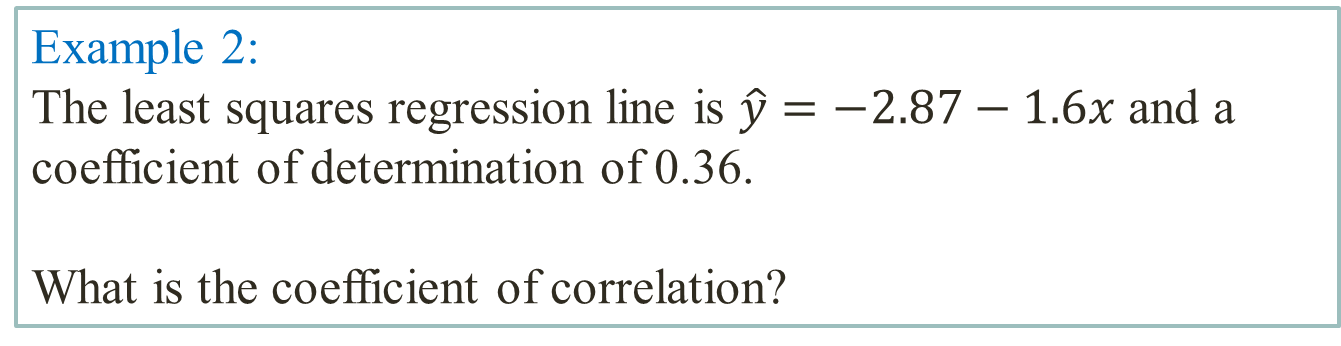 Example 2:
The least squares regression line is ŷ = −2.87 − 1.6x and a
coefficient of determination of 0.36.
What is the coefficient of correlation?